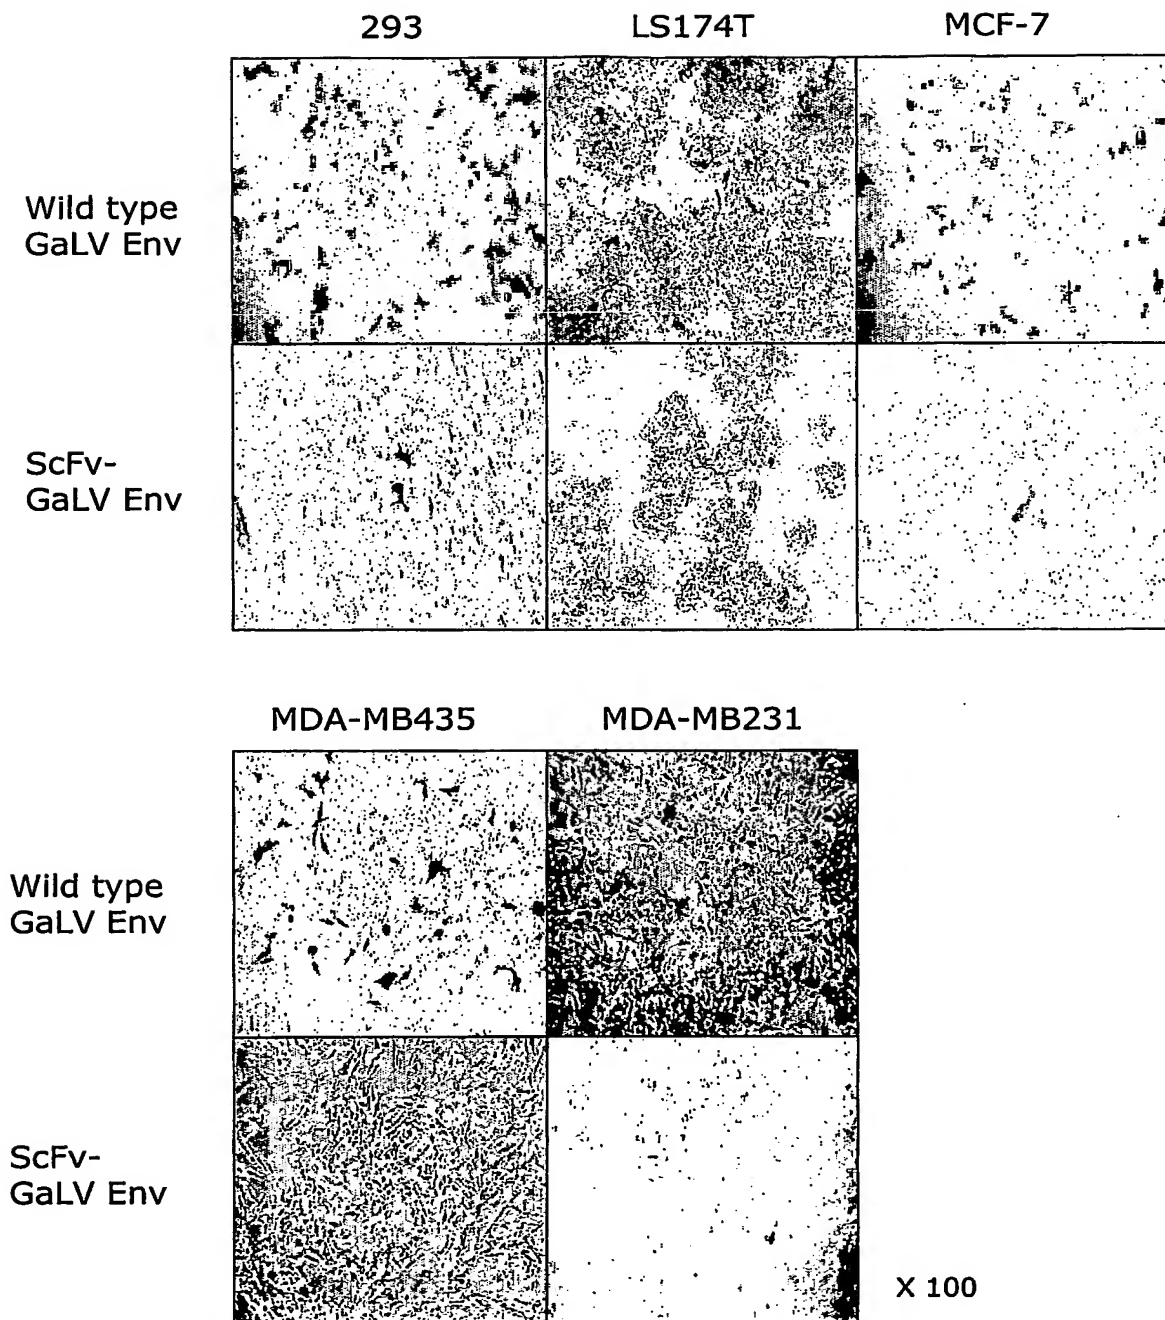 293 LS174T MCF-7
Wild type
GaLV Env
ScFv-
GaLV Env
MDA-MB435 MDA-MB231
Wild type
GaLV Env
ScFv-
GaLV Env
X 100